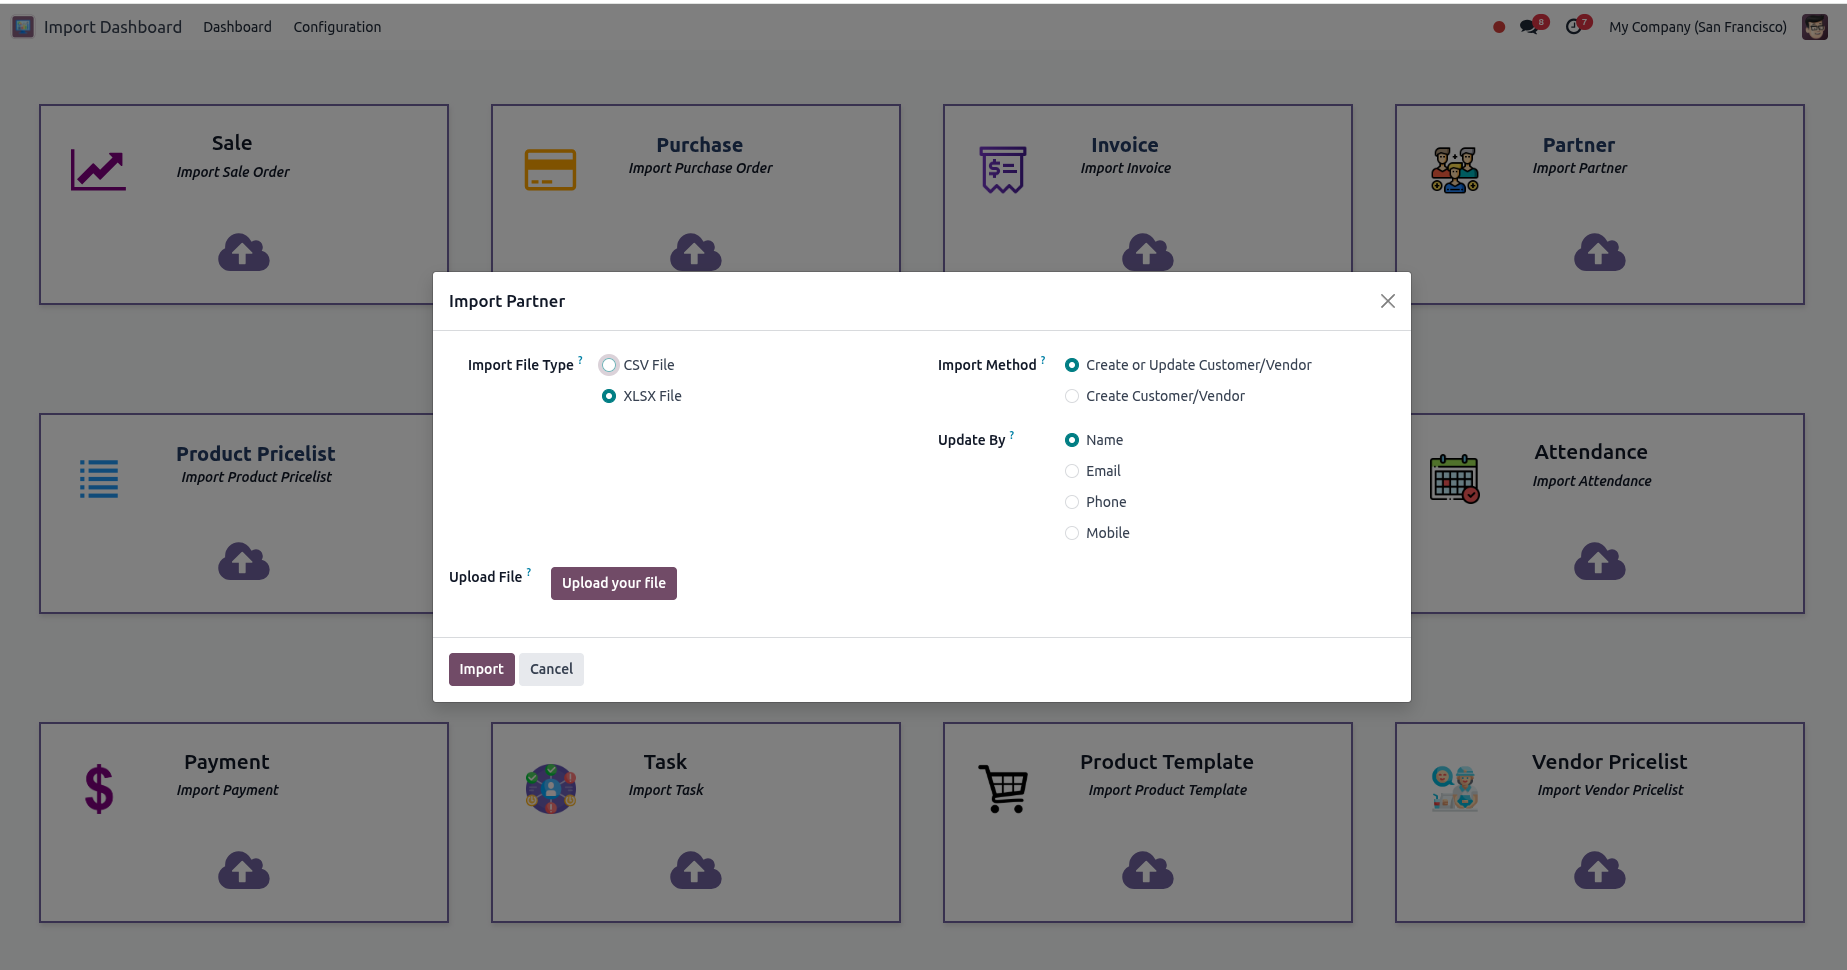 Import Dashboard Dashboard Configuration 8 7 My Company (San Francisco)
Sale
Import Sale Order
Purchase
Import Purchase Order
Invoice
Import Invoice
Partner
Import Partner
Import Partner
Import File Type ?
CSV File
XLSX File
Import Method ?
Create or Update Customer/Vendor
Create Customer/Vendor
Update By ?
Name
Email
Phone
Mobile
Upload File ? Upload your file
Import Cancel
Product Pricelist
Import Product Pricelist
Attendance
Import Attendance
Payment
Import Payment
Task
Import Task
Product Template
Import Product Template
Vendor Pricelist
Import Vendor Pricelist